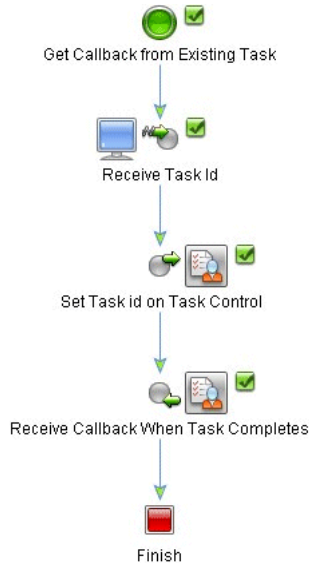 Get Callback from Existing Task
Receive Task Id
Set Task id on Task Control
Receive Callback When Task Completes
Finish